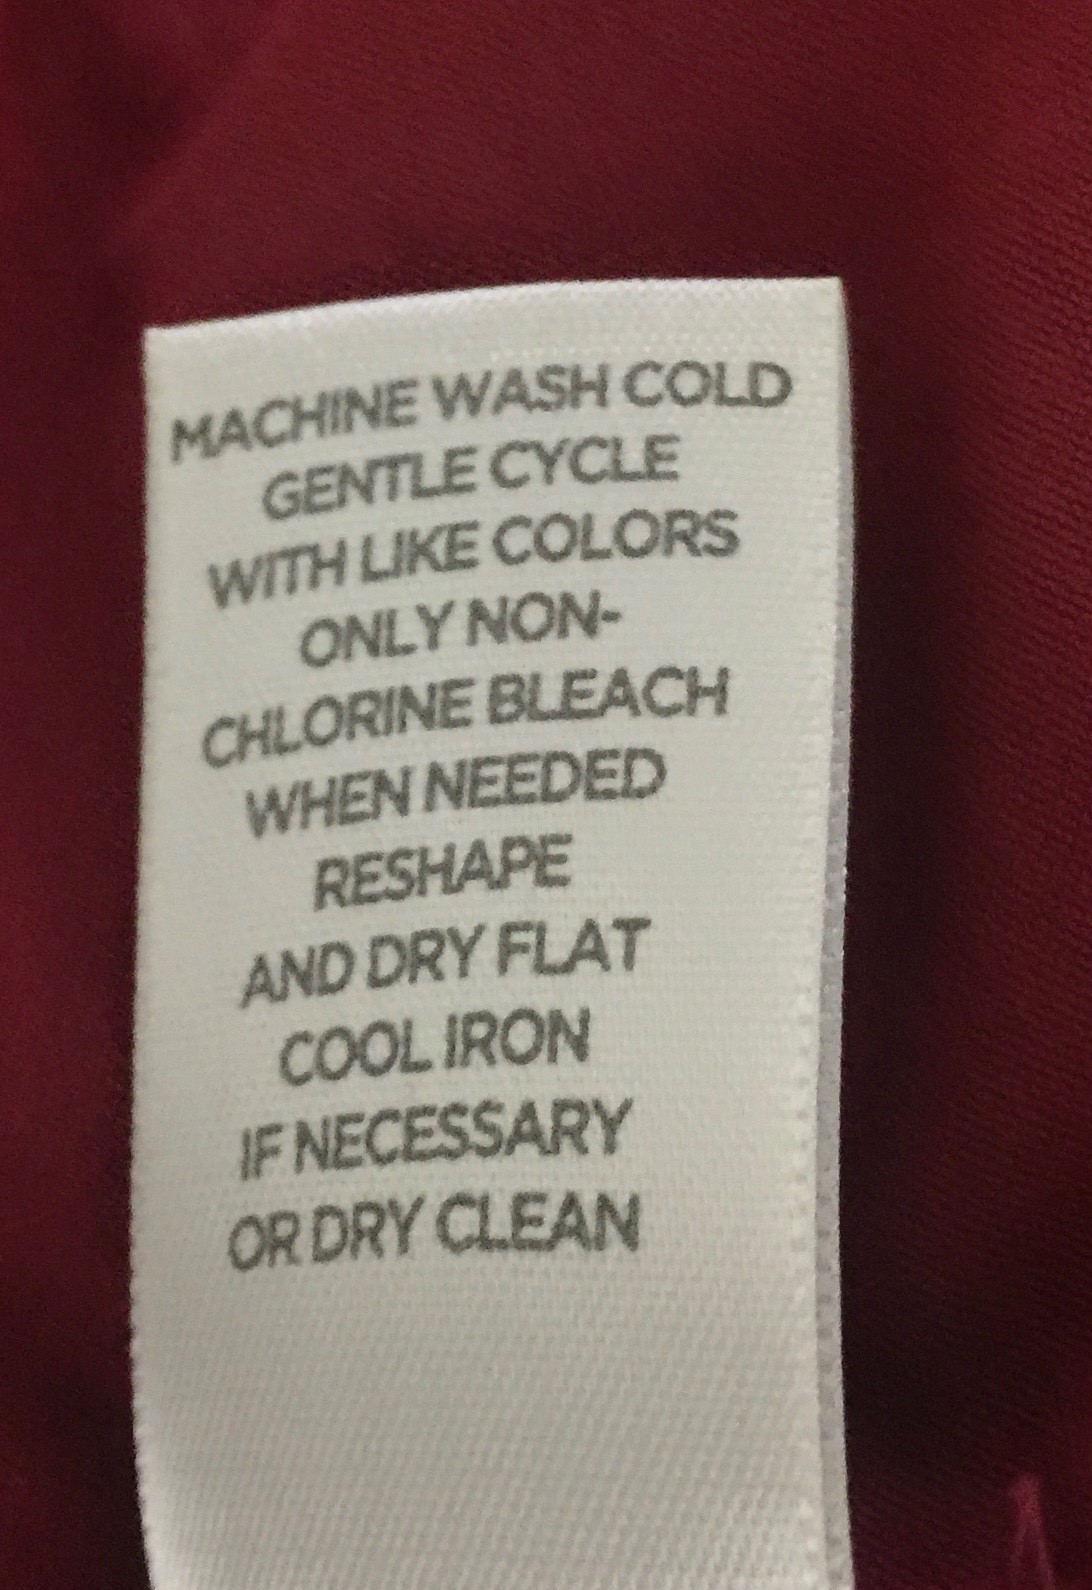 MACHINE WASH COLD
GENTLE CYCLE
WITH LIKE COLORS
ONLY NON-
CHLORINE BLEACH
WHEN NEEDED
RESHAPE
AND DRY FLAT
COOL IRON
IF NECESSARY
OR DRY CLEAN